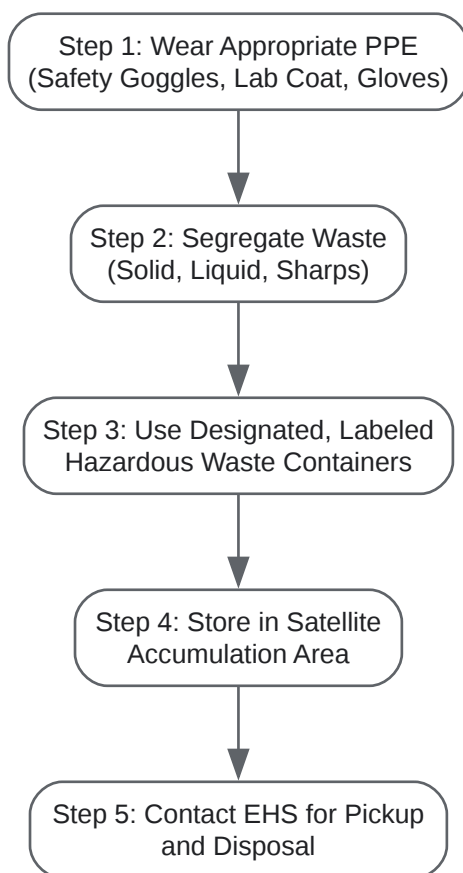 Step 1: Wear Appropriate PPE
(Safety Goggles, Lab Coat, Gloves)
Step 2: Segregate Waste
(Solid, Liquid, Sharps)
Step 3: Use Designated, Labeled
Hazardous Waste Containers
Step 4: Store in Satellite
Accumulation Area
Step 5: Contact EHS for Pickup
and Disposal